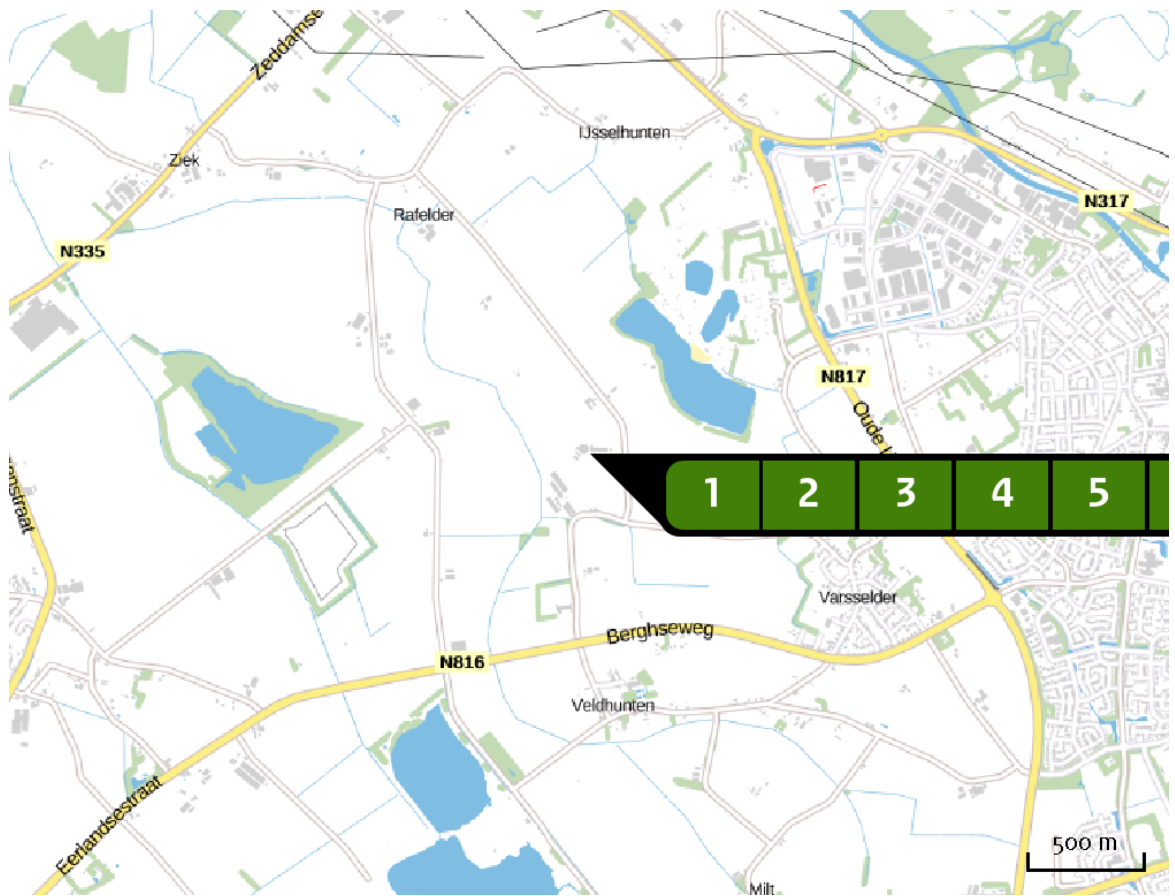 Zeddamse
IJsselhunten
Ziek
N317
Rafelder
N335
N817
Oude
1 2 3 4 5
Varsselder
Berghseweg
N816
Veldhunten
Eerlandsestraat
500 m
Milt